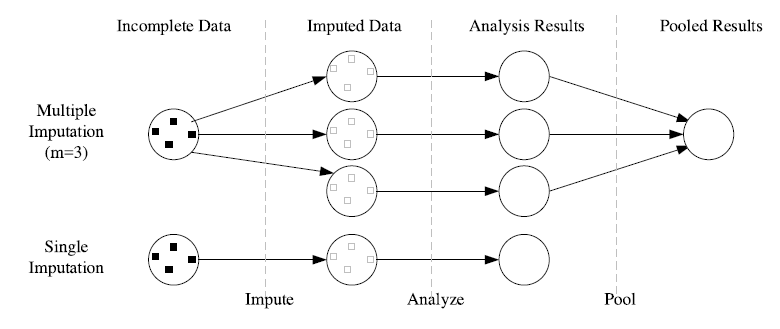 Incomplete Data
Imputed Data
Analysis Results
Pooled Results
Multiple
Imputation
(m=3)
Single
Imputation
Impute
Analyze
Pool